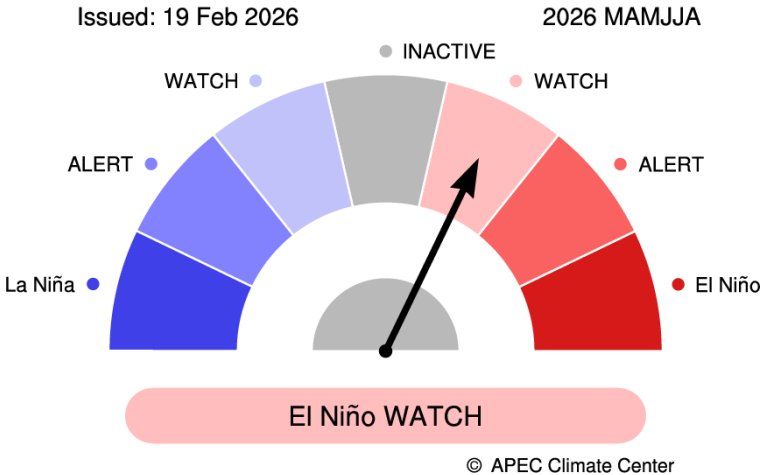 Issued: 19 Feb 2026
2026 MAMJJA
INACTIVE
WATCH
WATCH
ALERT
ALERT
La Niña
El Niño
El Niño WATCH
© APEC Climate Center